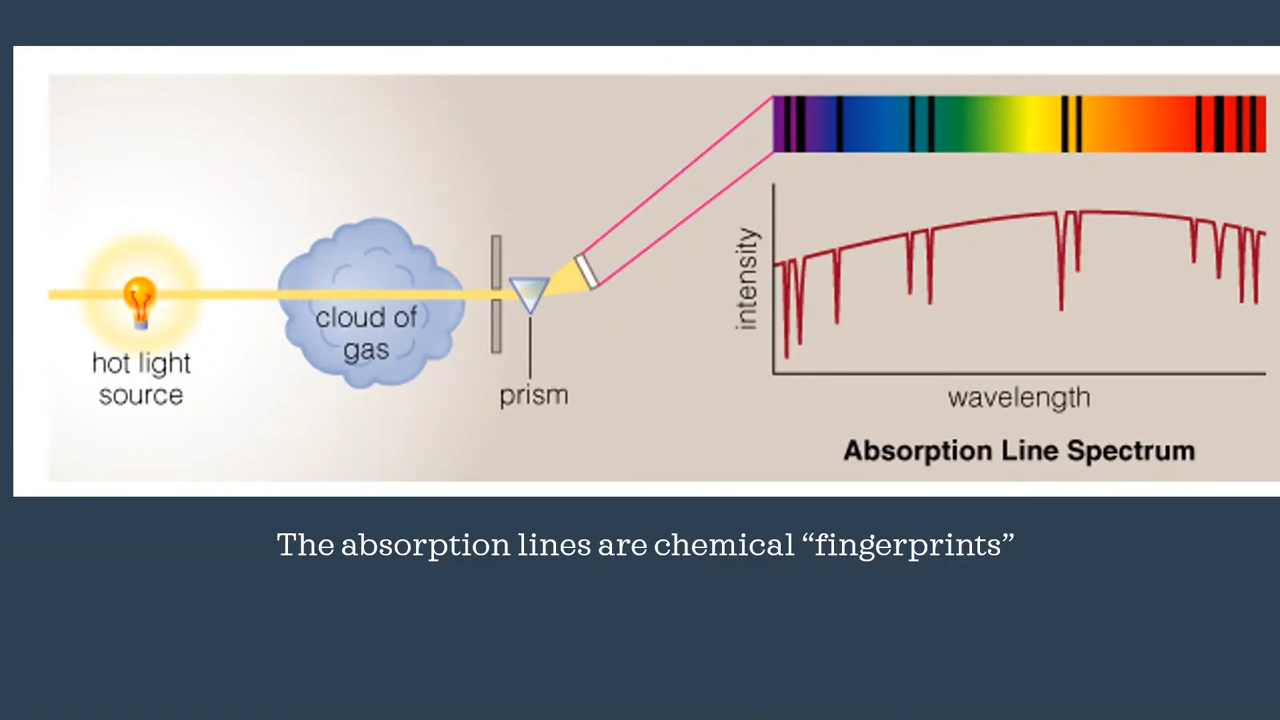 hot light
source
cloud of
gas
prism
intensity
wavelength
Absorption Line Spectrum
The absorption lines are chemical “fingerprints”